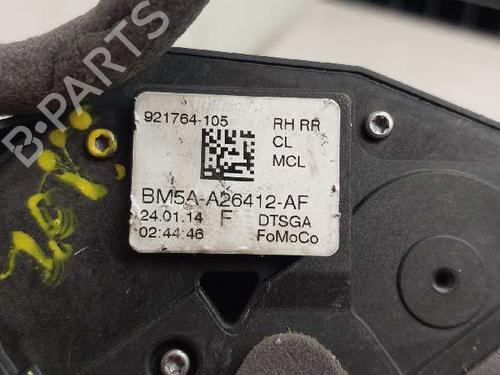 921764-105 RH RR
CL
MCL
BM5A-A26412-AF
24.01.14 F DTSGA
02:44:46 FoMoCo
B-PARTS